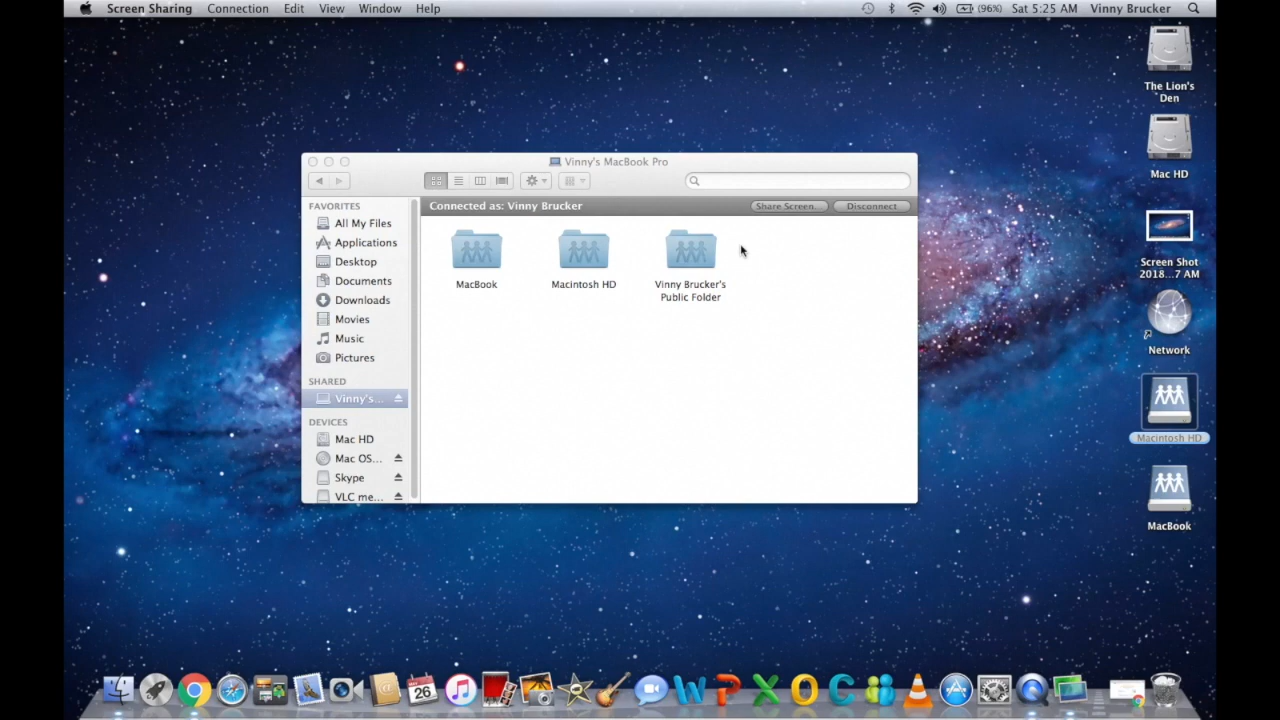 Screen Sharing Connection Edit View Window Help (96%) Sat 5:25 AM Vinny Brucker
The Lion's
Den
Mac HD
Screen Shot
2018...7 AM
Network
Macintosh HD
MacBook
Vinny's MacBook Pro
Connected as: Vinny Brucker Share Screen... Disconnect
FAVORITES
All My Files
Applications
Desktop
Documents
Downloads
Movies
Music
Pictures
SHARED
Vinny's...
DEVICES
Mac HD
Mac OS...
Skype
VLC me...
MacBook
Macintosh HD
Vinny Brucker's
Public Folder
26